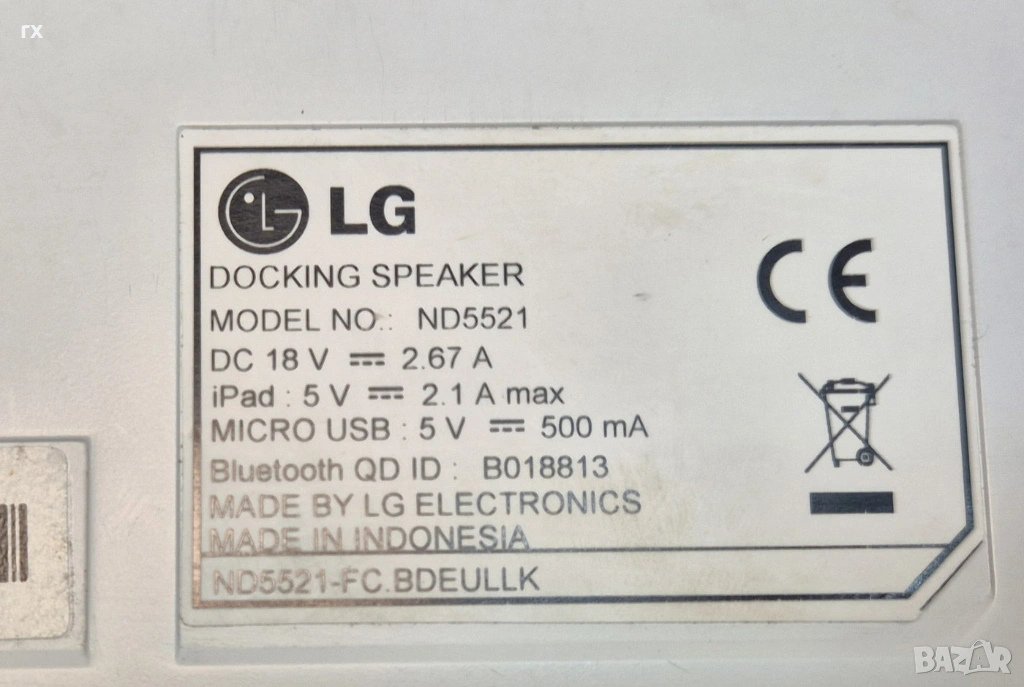 rx
LG
DOCKING SPEAKER
MODEL NO.: ND5521
DC 18 V ⎓ 2.67 A
iPad : 5 V ⎓ 2.1 A max
MICRO USB : 5 V ⎓ 500 mA
Bluetooth QD ID : B018813
MADE BY LG ELECTRONICS
MADE IN INDONESIA
ND5521-FC.BDEULLK
CE
BAZAR